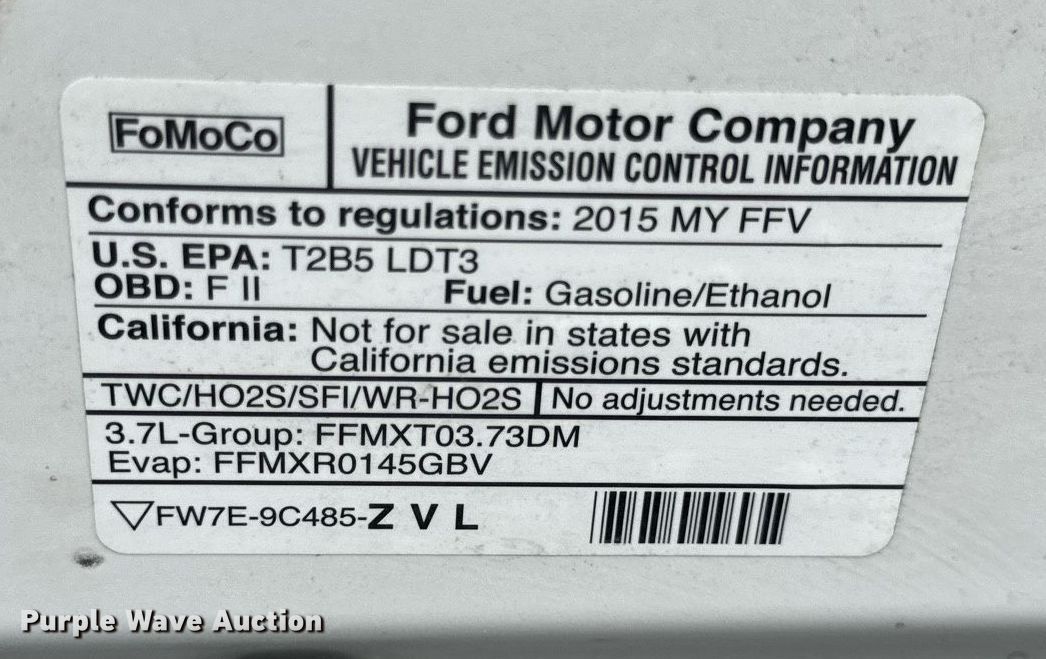 FoMoCo
Ford Motor Company
VEHICLE EMISSION CONTROL INFORMATION
Conforms to regulations: 2015 MY FFV
U.S. EPA: T2B5 LDT3
OBD: F II Fuel: Gasoline/Ethanol
California: Not for sale in states with
California emissions standards.
TWC/HO2S/SFI/WR-HO2S No adjustments needed.
3.7L-Group: FFMXT03.73DM
Evap: FFMXR0145GBV
FW7E-9C485-Z V L
Purple Wave Auction